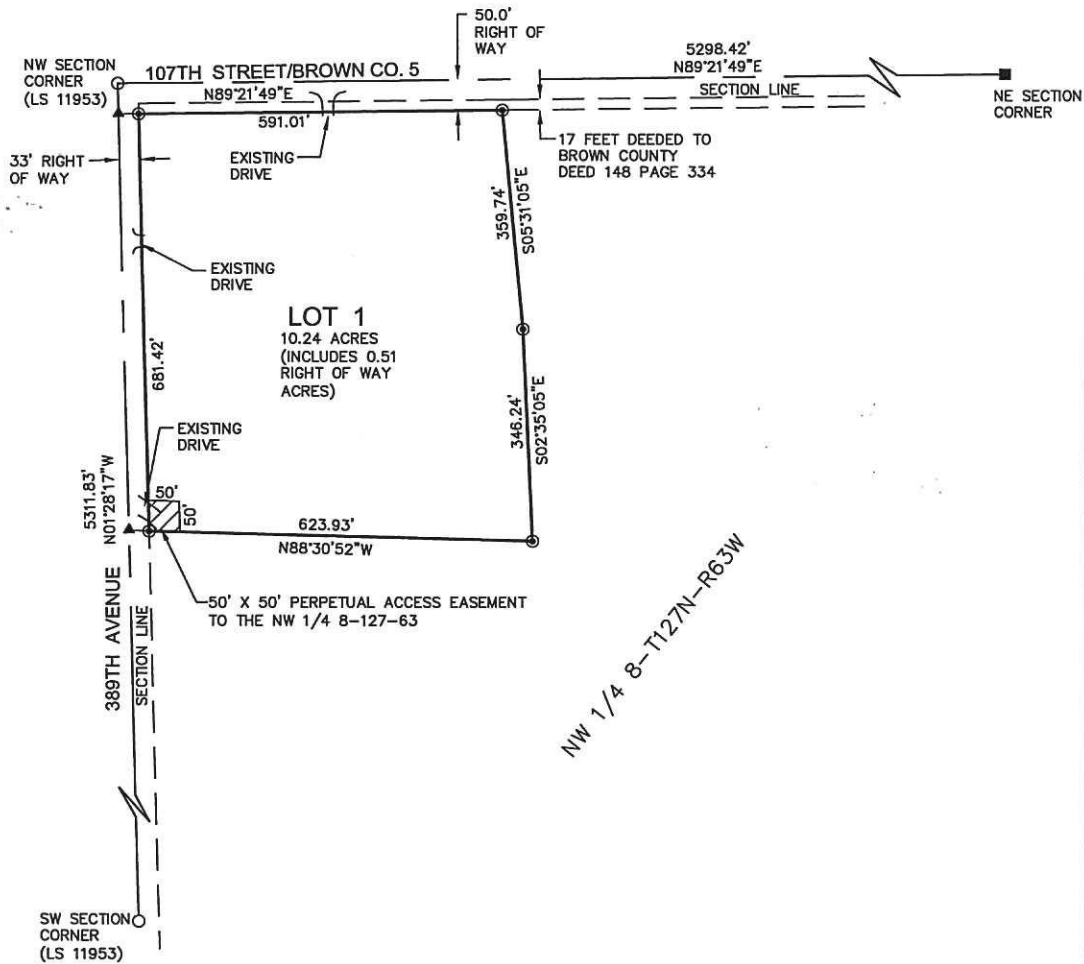 50.0'
RIGHT OF
WAY
NW SECTION
CORNER
(LS 11953)
107TH STREET/BROWN CO. 5
5298.42'
N89°21'49"E
SECTION LINE
NE SECTION
CORNER
N89°21'49"E
591.01'
33' RIGHT
OF WAY
EXISTING
DRIVE
17 FEET DEEDED TO
BROWN COUNTY
DEED 148 PAGE 334
359.74'
S05°31'05"E
EXISTING
DRIVE
LOT 1
10.24 ACRES
(INCLUDES 0.51
RIGHT OF WAY
ACRES)
681.42'
346.24'
S02°35'05"E
EXISTING
DRIVE
50'
50'
5311.83'
N01°28'17"W
623.93'
N88°30'52"W
50' X 50' PERPETUAL ACCESS EASEMENT
TO THE NW 1/4 8-127-63
389TH AVENUE
SECTION LINE
NW 1/4 8-T127N-R63W
SW SECTION
CORNER
(LS 11953)